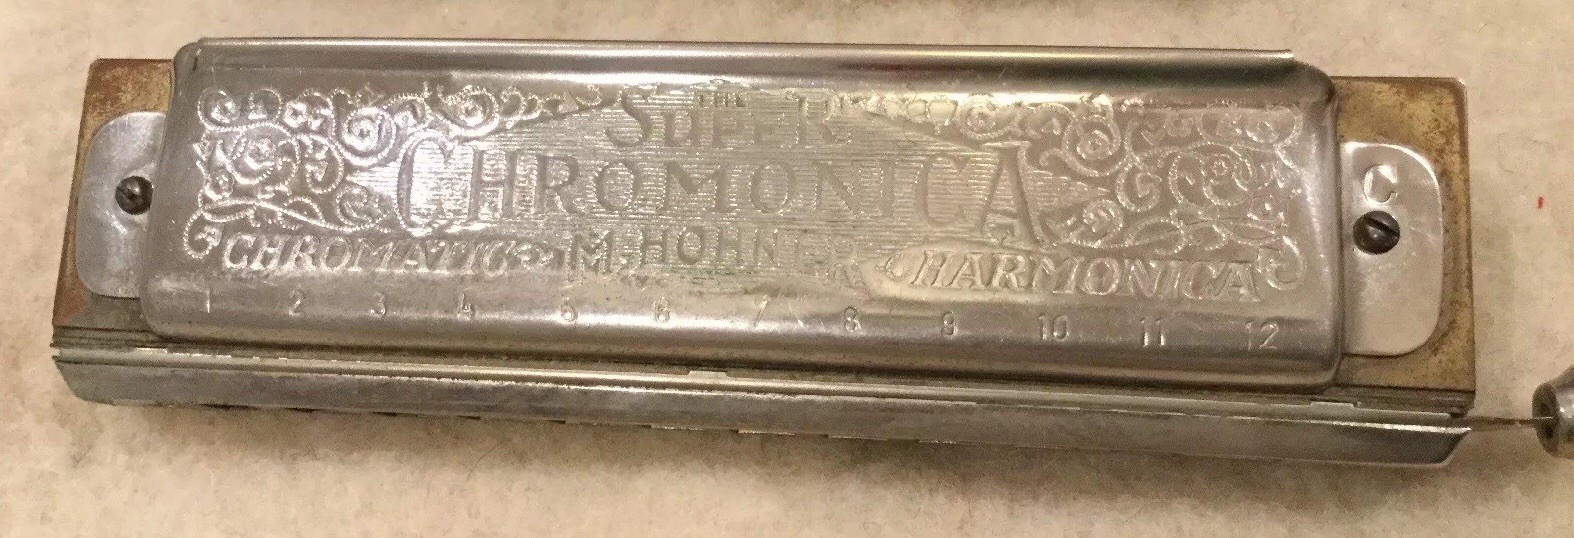 THE
SUPER
CHROMONICA
C
CHROMATIC M. HOHNER HARMONICA
1 2 3 4 5 6 7 8 9 10 11 12